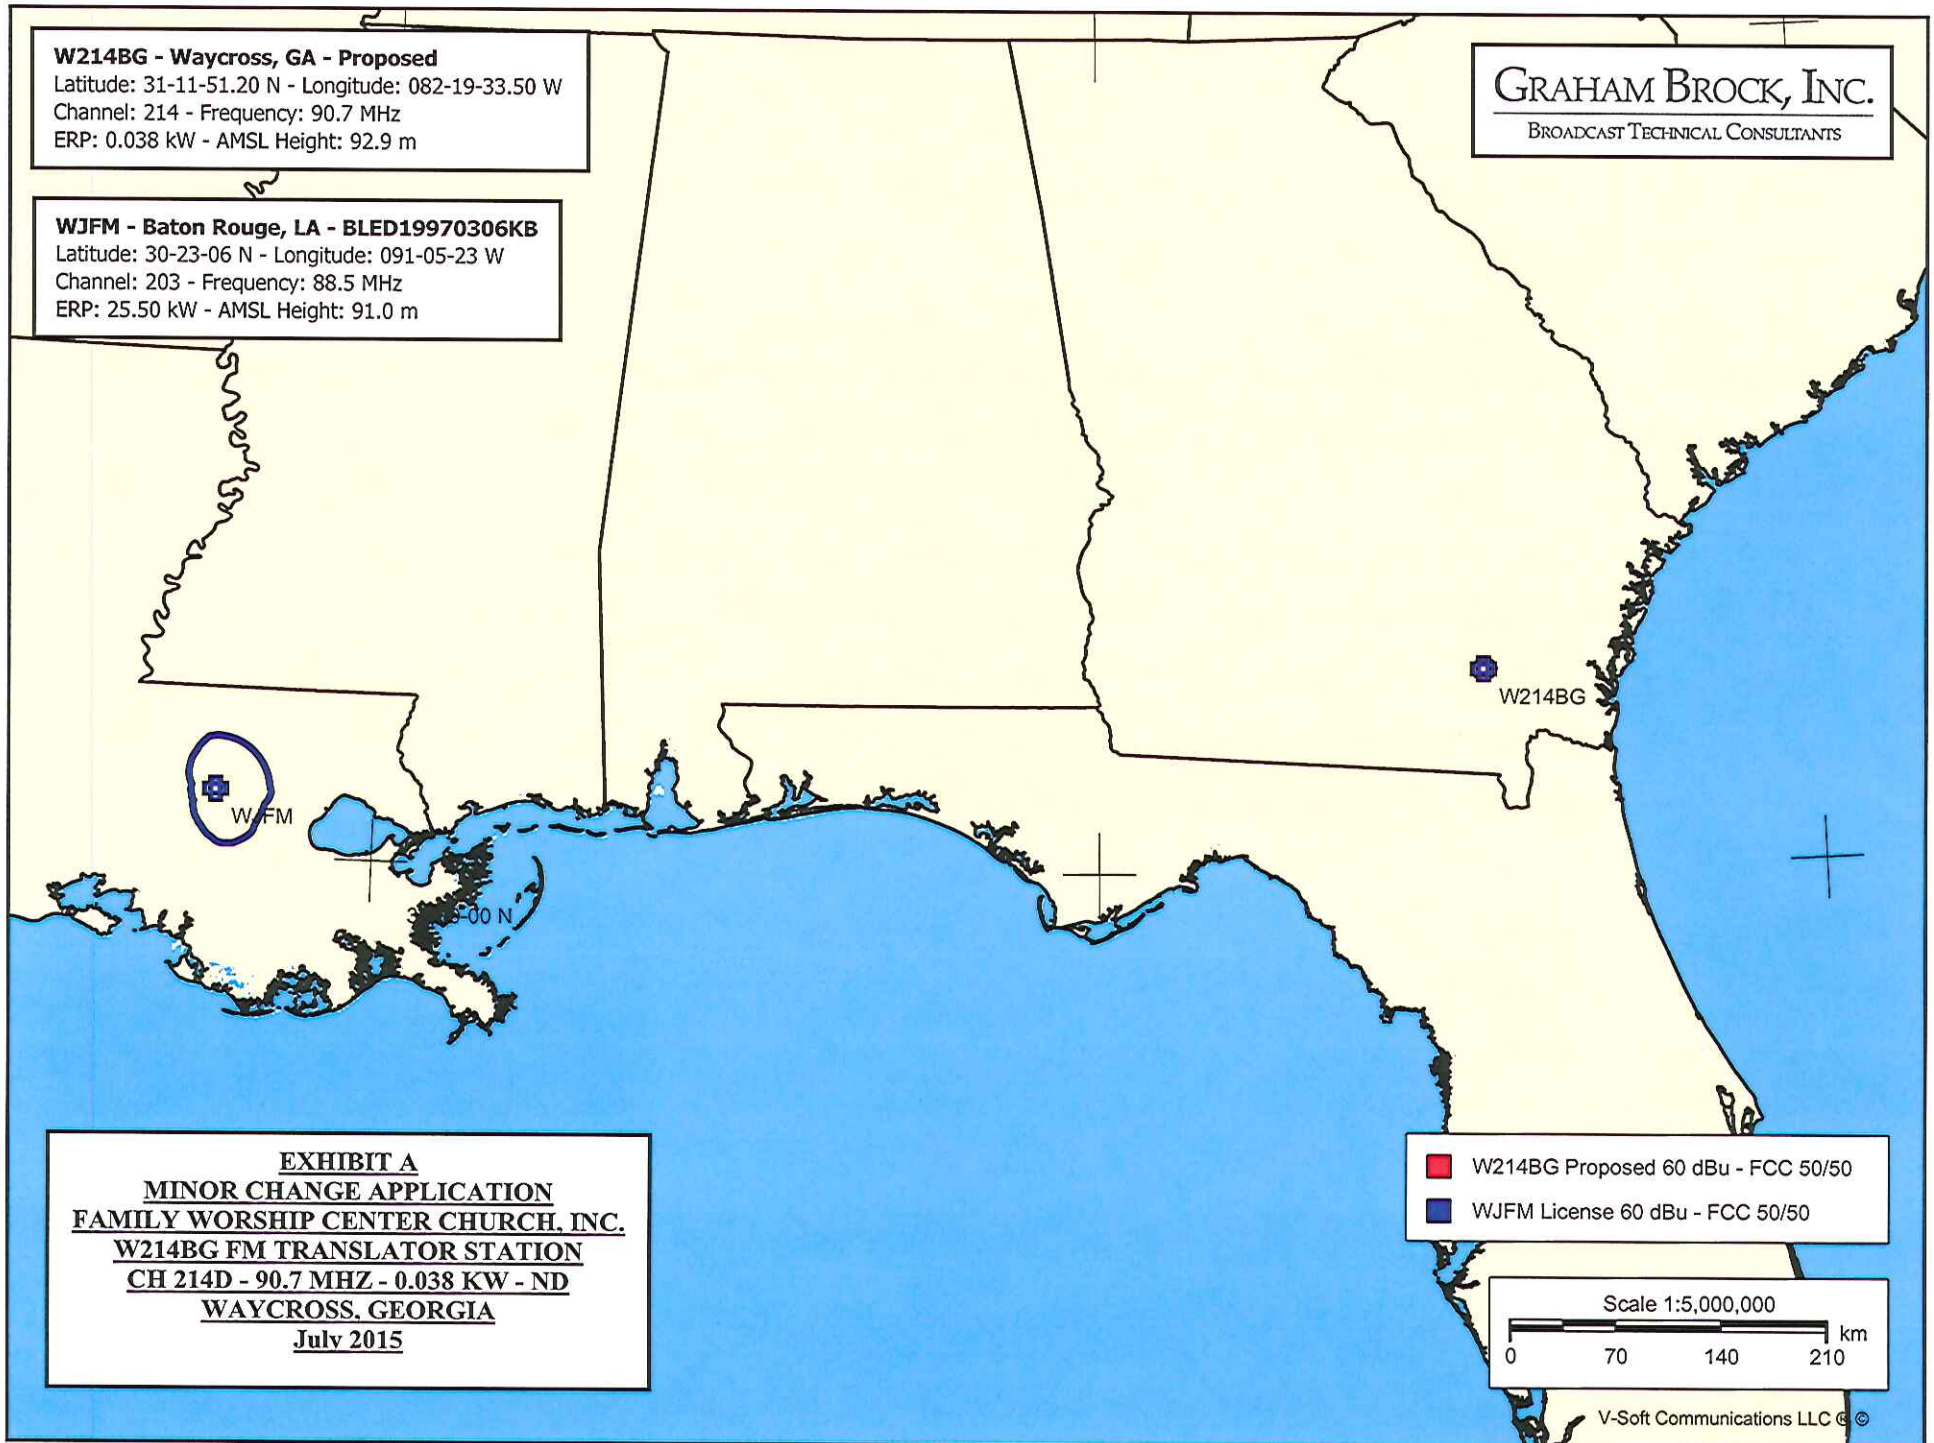 W214BG - Waycross, GA - Proposed
Latitude: 31-11-51.20 N - Longitude: 082-19-33.50 W
Channel: 214 - Frequency: 90.7 MHz
ERP: 0.038 kW - AMSL Height: 92.9 m
GRAHAM BROCK, INC.
BROADCAST TECHNICAL CONSULTANTS
WJFM - Baton Rouge, LA - BLED19970306KB
Latitude: 30-23-06 N - Longitude: 091-05-23 W
Channel: 203 - Frequency: 88.5 MHz
ERP: 25.50 kW - AMSL Height: 91.0 m
W214BG
WJFM
N
EXHIBIT A
MINOR CHANGE APPLICATION
FAMILY WORSHIP CENTER CHURCH, INC.
W214BG FM TRANSLATOR STATION
CH 214D - 90.7 MHZ - 0.038 KW - ND
WAYCROSS, GEORGIA
July 2015
W214BG Proposed 60 dBu - FCC 50/50
WJFM License 60 dBu - FCC 50/50
Scale 1:5,000,000
km
0 70 140 210
V-Soft Communications LLC ® ©